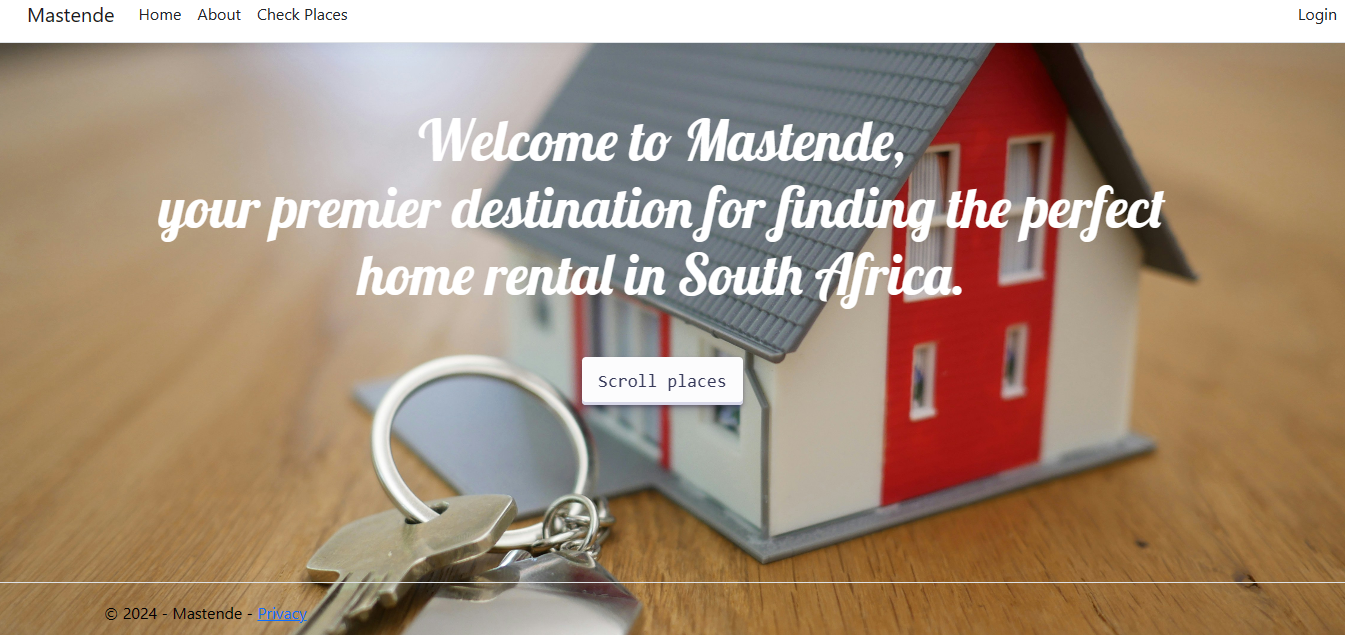 Mastende Home About Check Places Login
Welcome to Mastende,
your premier destination for finding the perfect
home rental in South Africa.
Scroll places
© 2024 - Mastende - Privacy